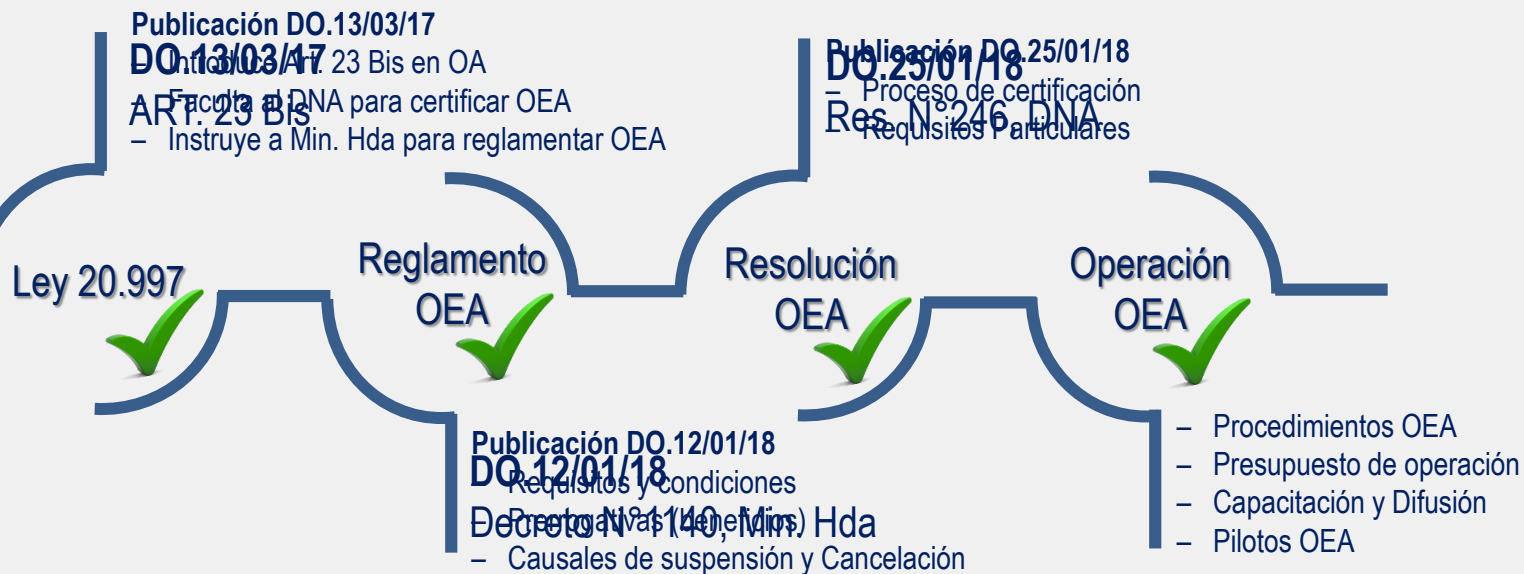 Publicación DO.13/03/17
DO.13/03/17
– Introduce Art. 23 Bis en OA
– Faculta al DNA para certificar OEA
ART. 23 Bis
– Instruye a Min. Hda para reglamentar OEA
Publicación DO.25/01/18
DO.25/01/18
– Proceso de certificación
Res. N°246, DNA
– Requisitos Particulares
Ley 20.997
Reglamento
OEA
Resolución
OEA
Operación
OEA
Publicación DO.12/01/18
DO.12/01/18
– Requisitos y condiciones
– Prerrogativas (beneficios)
Decreto N°1140, Min. Hda
– Causales de suspensión y Cancelación
– Procedimientos OEA
– Presupuesto de operación
– Capacitación y Difusión
– Pilotos OEA